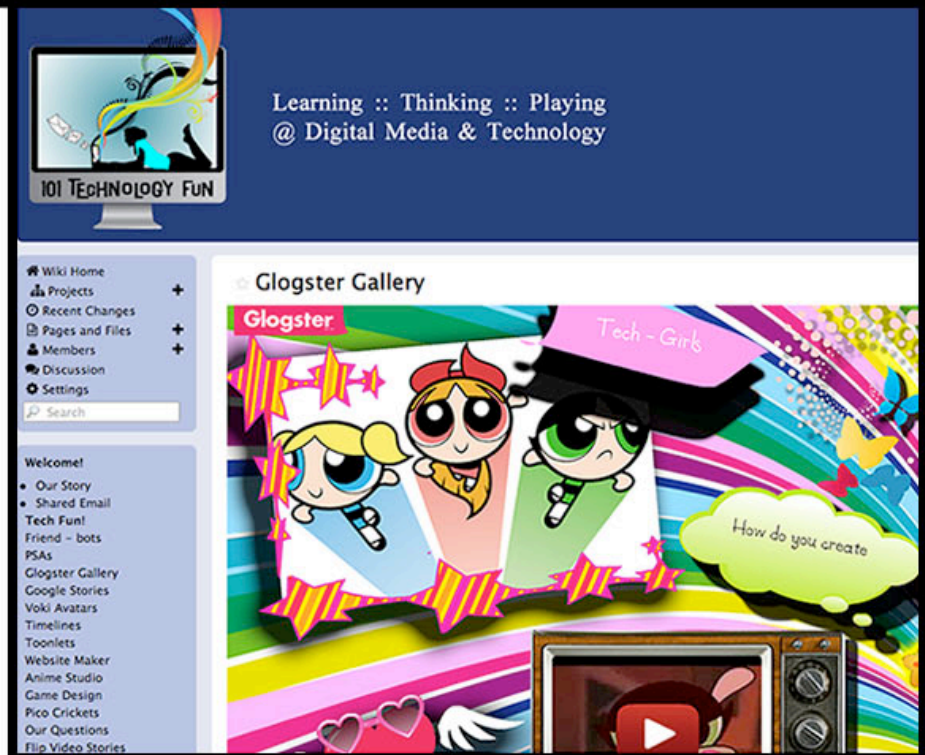 Learning :: Thinking :: Playing
@ Digital Media & Technology
101 TECHNOLOGY FUN
Wiki Home
Projects
Recent Changes
Pages and Files
Members
Discussion
Settings
Search
Welcome!
Our Story
Shared Email
Tech Fun!
Friend - bots
PSAs
Glogster Gallery
Google Stories
Voki Avatars
Timelines
Toonlets
Website Maker
Anime Studio
Game Design
Pico Crickets
Our Questions
Flip Video Stories
Glogster Gallery
Glogster
Tech - Girls
How do you create